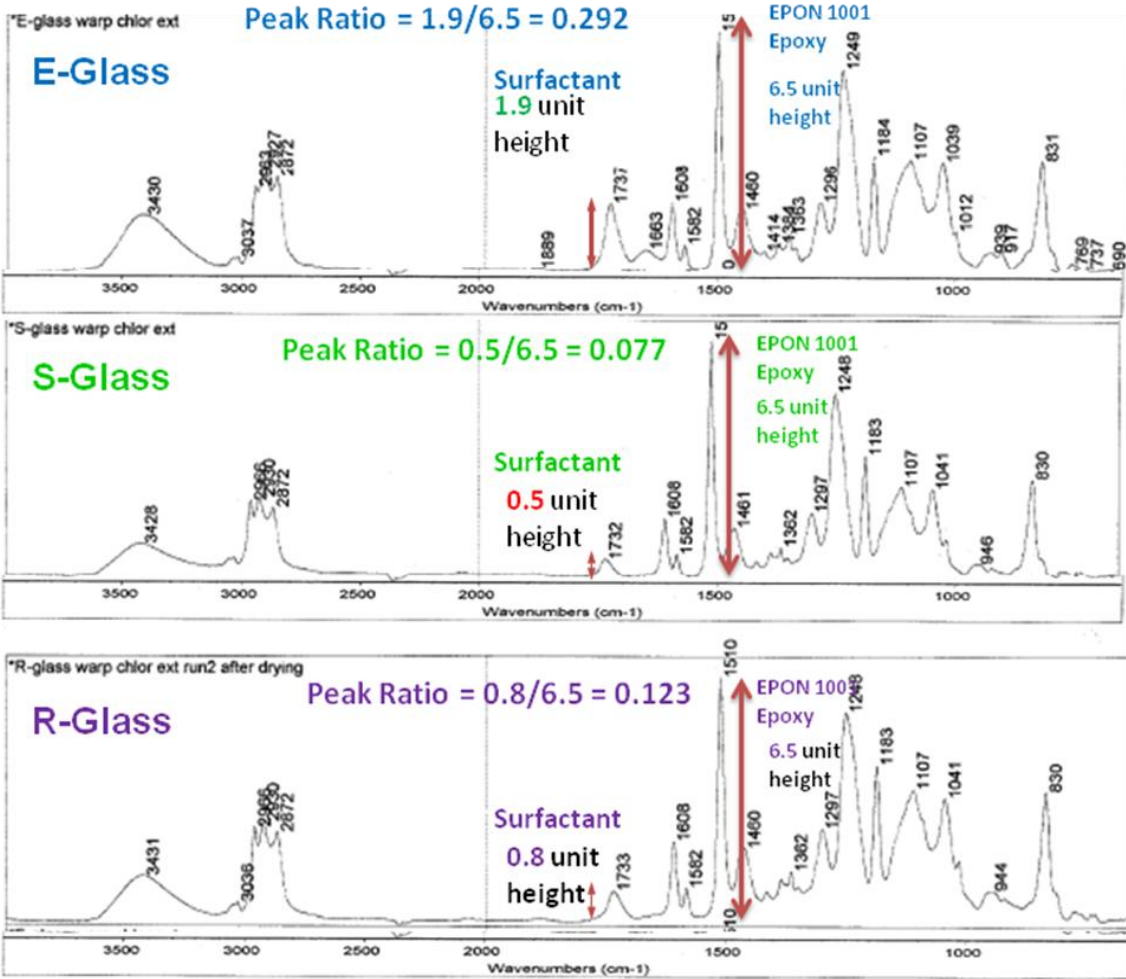 *E-glass warp chlor ext
Peak Ratio = 1.9/6.5 = 0.292
E-Glass
Surfactant
1.9 unit
height
EPON 1001
Epoxy
6.5 unit
height
3430
3037
2927
2872
1889
1737
1663
1608
1582
15
0
1460
1414
1384
1363
1296
1249
1184
1107
1039
1012
939
917
831
769
737
690
3500
3000
2500
2000
1500
1000
Wavenumbers (cm-1)
*S-glass warp chlor ext
Peak Ratio = 0.5/6.5 = 0.077
S-Glass
Surfactant
0.5 unit
height
EPON 1001
Epoxy
6.5 unit
height
3428
2966
2930
2872
1732
1608
1582
15
1461
1362
1297
1248
1183
1107
1041
946
830
3500
3000
2500
2000
1500
1000
Wavenumbers (cm-1)
*R-glass warp chlor ext run2 after drying
Peak Ratio = 0.8/6.5 = 0.123
R-Glass
Surfactant
0.8 unit
height
EPON 1001
Epoxy
6.5 unit
height
3431
3036
2966
2930
2872
1733
1608
1582
1510
1460
1362
1297
1248
1183
1107
1041
944
830
3500
3000
2500
2000
1500
1000
Wavenumbers (cm-1)